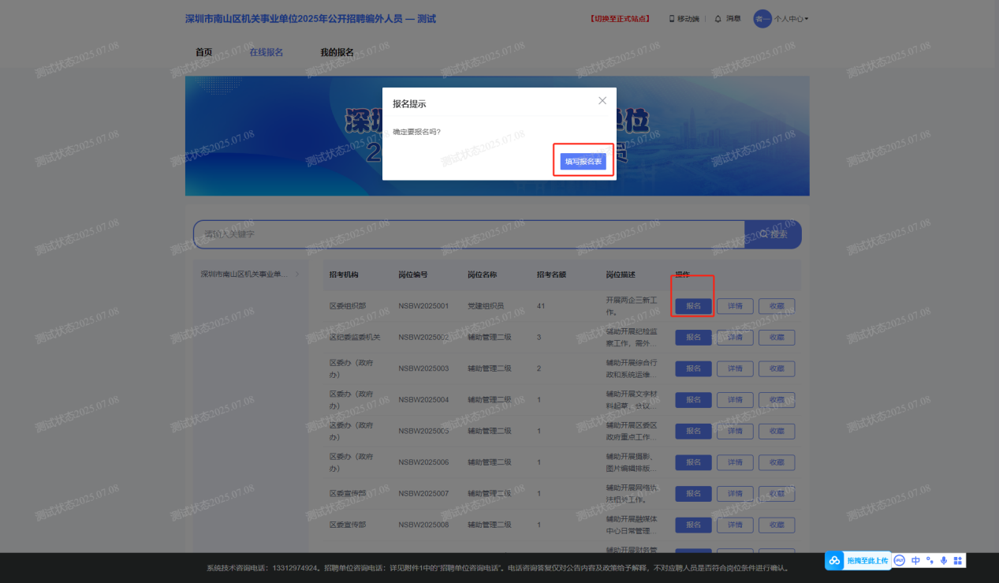 深圳市南山区机关事业单位2025年公开招聘编外人员 — 测试
【切换至正式站点】
移动端
消息
者一
个人中心
首页
在线报名
我的报名
报名提示
确定要报名吗?
填写报名表
深
单位
2
员
请输入关键字
搜索
深圳市南山区机关事业单...
招考机构 岗位编号 岗位名称 招考名额 岗位描述 操作
区委组织部 NSBW2025001 党建组织员 41 开展两企三新工
作。
报名 详情 收藏
区纪委监委机关 NSBW2025002 辅助管理二级 3 辅助开展纪检监
察工作，需外...
报名 详情 收藏
区委办（政府
办） NSBW2025003 辅助管理二级 2 辅助开展综合行
政和系统运维...
报名 详情 收藏
区委办（政府
办） NSBW2025004 辅助管理二级 1 辅助开展文字材
料起草、会议...
报名 详情 收藏
区委办（政府
办） NSBW2025005 辅助管理二级 1 辅助开展区委区
政府重点工作...
报名 详情 收藏
区委办（政府
办） NSBW2025006 辅助管理二级 1 辅助开展摄影、
图片编辑排版...
报名 详情 收藏
区委宣传部 NSBW2025007 辅助管理二级 1 辅助开展网络执
法相关工作。
报名 详情 收藏
区委宣传部 NSBW2025008 辅助管理二级 1 辅助开展融媒体
中心日常管理...
报名 详情 收藏
辅助开展财务管
系统技术咨询电话：13312974924。招聘单位咨询电话：详见附件1中的“招聘单位咨询电话”。电话咨询答复仅对公告内容及政策给予解释，不对应聘人员是否符合岗位条件进行确认。
拖拽至此上传
中
测试状态2025.07.08